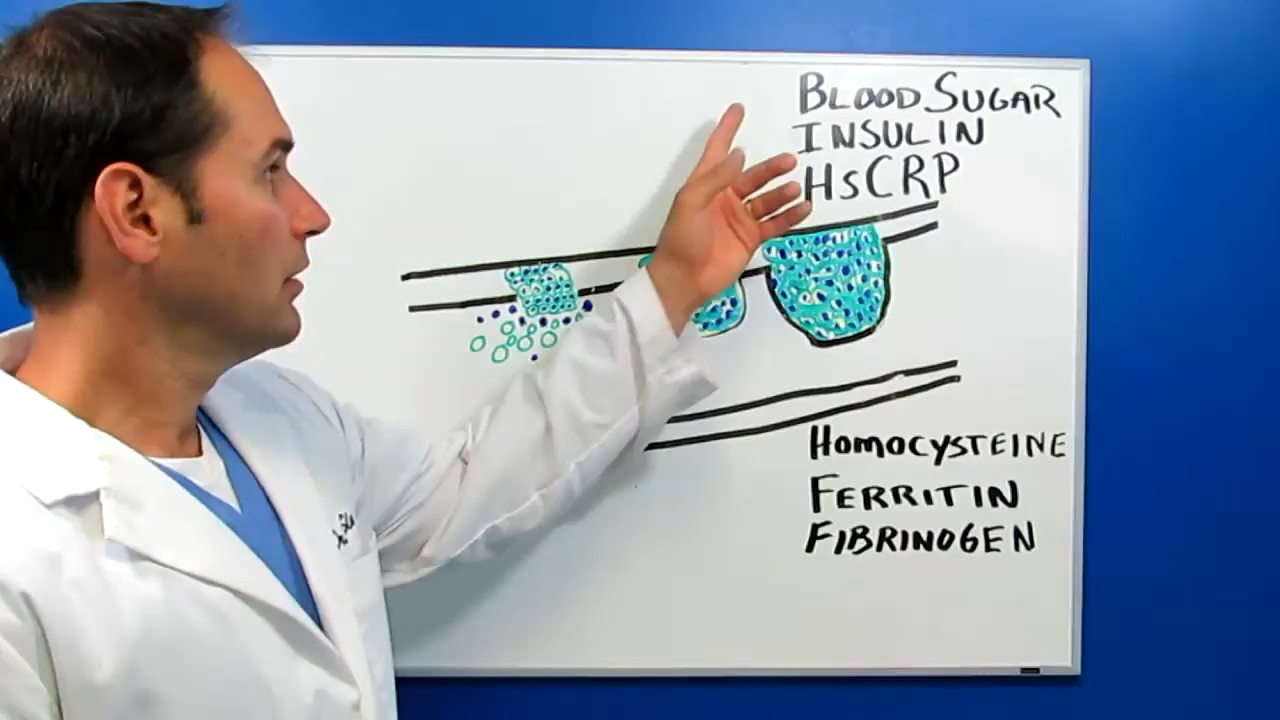 BLOOD SUGAR
INSULIN
HsCRP
HOMOCYSTEINE
FERRITIN
FIBRINOGEN